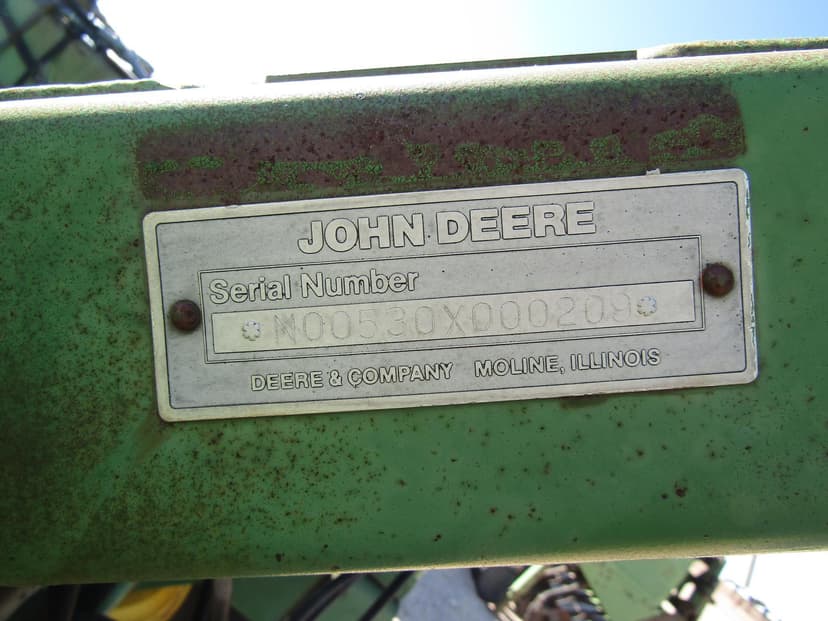 JOHN DEERE
Serial Number
*N00530X000209*
DEERE & COMPANY MOLINE, ILLINOIS